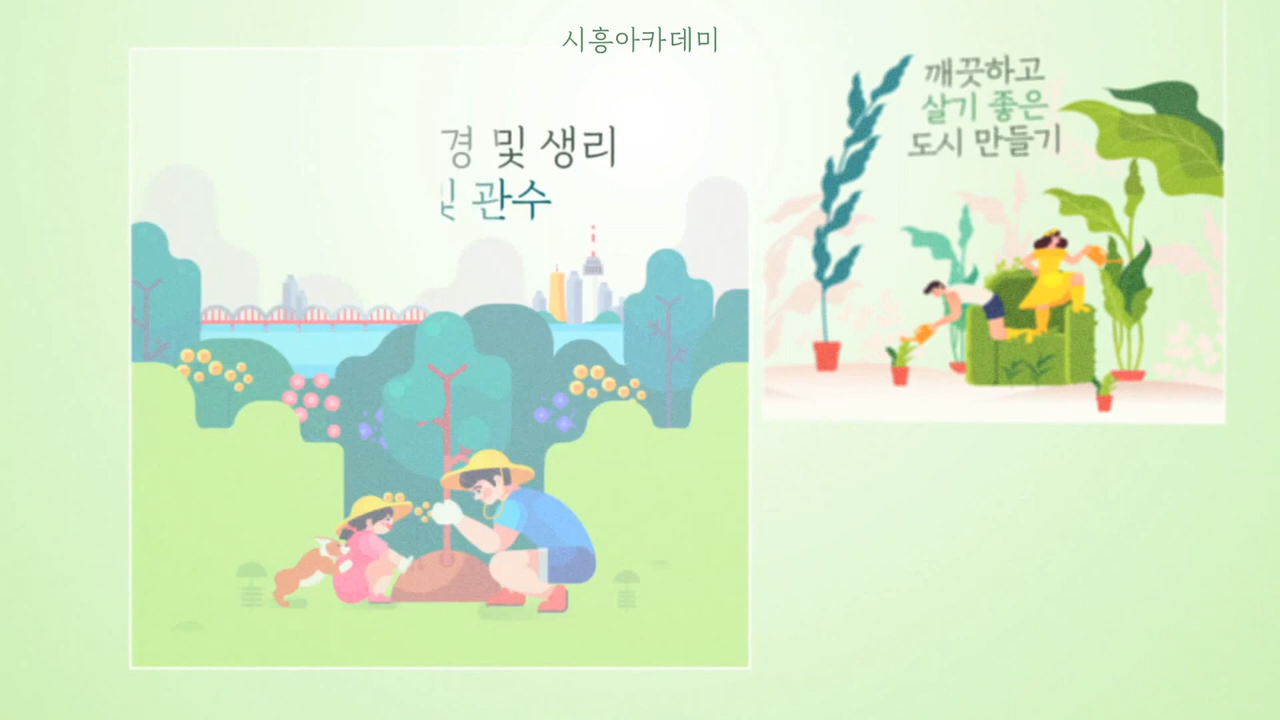 시흥아카데미
경 및 생리
및 관수
깨끗하고
살기 좋은
도시 만들기